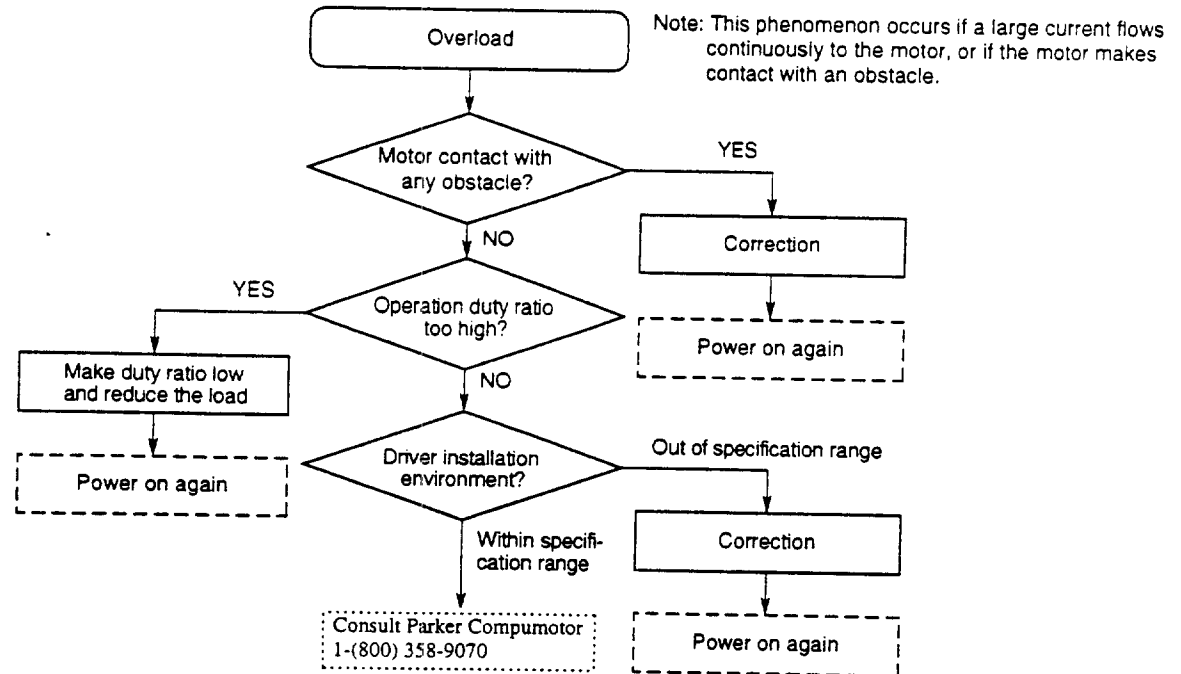 Overload
Note: This phenomenon occurs if a large current flows
continuously to the motor, or if the motor makes
contact with an obstacle.
Motor contact with
any obstacle?
YES
Correction
Power on again
NO
Operation duty ratio
too high?
YES
Make duty ratio low
and reduce the load
Power on again
NO
Driver installation
environment?
Out of specification range
Correction
Power on again
Within specifi-
cation range
Consult Parker Compumotor
1-(800) 358-9070